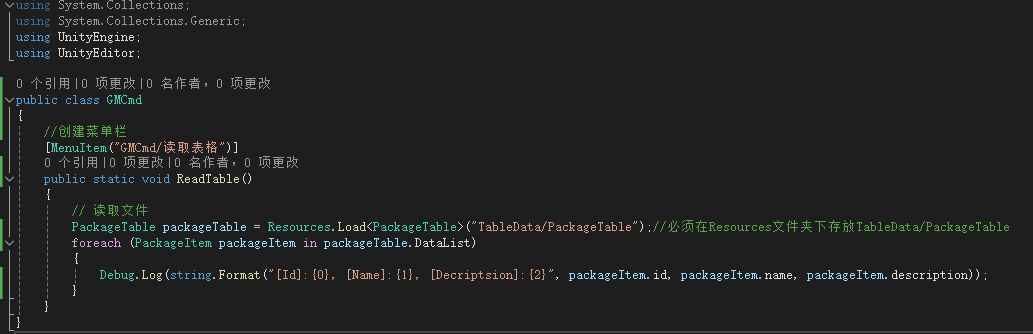 using System.Collections;
using System.Collections.Generic;
using UnityEngine;
using UnityEditor;
0 个引用|0 项更改|0 名作者，0 项更改
public class GMCmd
{
//创建菜单栏
[MenuItem("GMCmd/读取表格")]
0 个引用|0 项更改|0 名作者，0 项更改
public static void ReadTable()
{
// 读取文件
PackageTable packageTable = Resources.Load<PackageTable>("TableData/PackageTable");//必须在Resources文件夹下存放TableData/PackageTable
foreach (PackageItem packageItem in packageTable.DataList)
{
Debug.Log(string.Format("[Id]:{0}, [Name]:{1}, [Decriptsion]:{2}", packageItem.id, packageItem.name, packageItem.description));
}
}
}